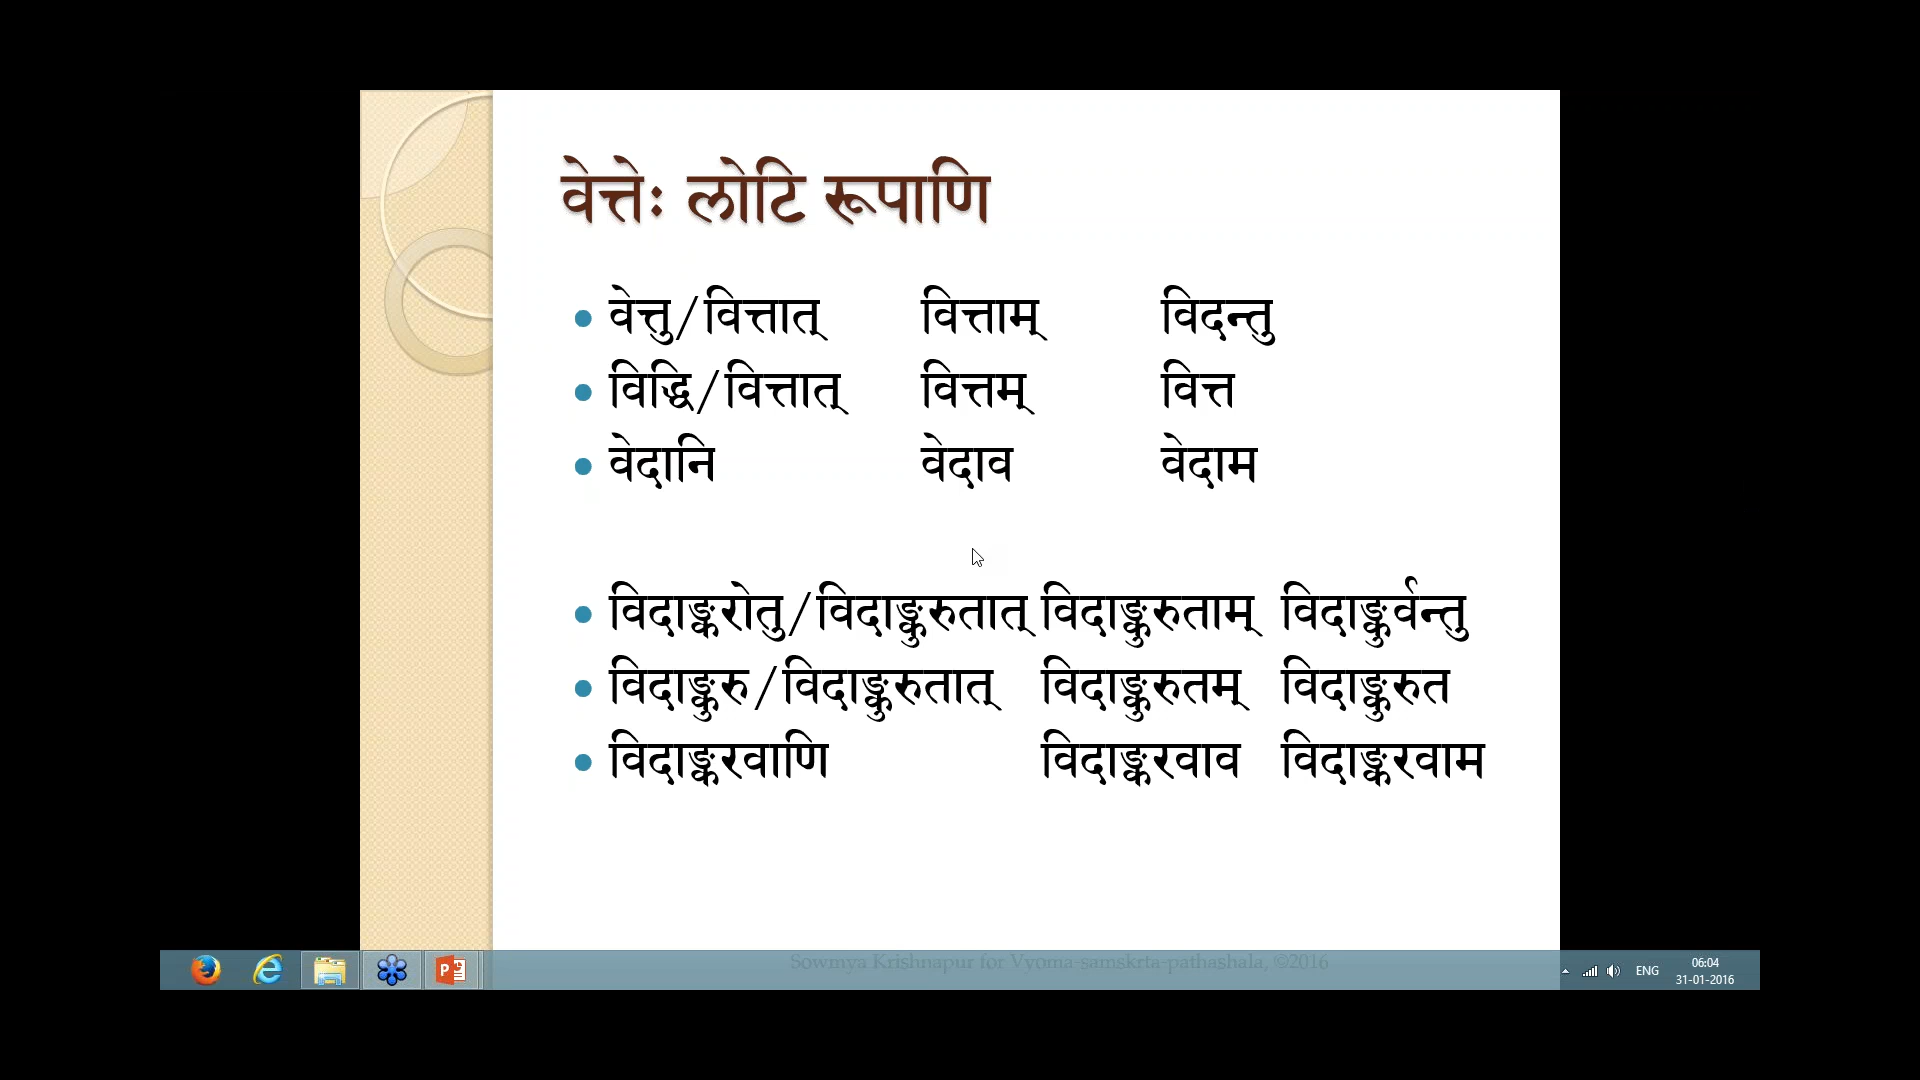 वेत्तेः लोटि रूपाणि
वेत्तु/वित्तात् वित्ताम् विदन्तु
विद्धि/वित्तात् वित्तम् वित्त
वेदानि वेदाव वेदाम
विदाङ्करोतु/विदाङ्कुरुतात् विदाङ्कुरुताम् विदाङ्कुर्वन्तु
विदाङ्कुरु/विदाङ्कुरुतात् विदाङ्कुरुतम् विदाङ्कुरुत
विदाङ्करवाणि विदाङ्करवाव विदाङ्करवाम
Sowmya Krishnapur for Vyoma-samskrta-pathashala, ©2016
ENG
06:04
31-01-2016